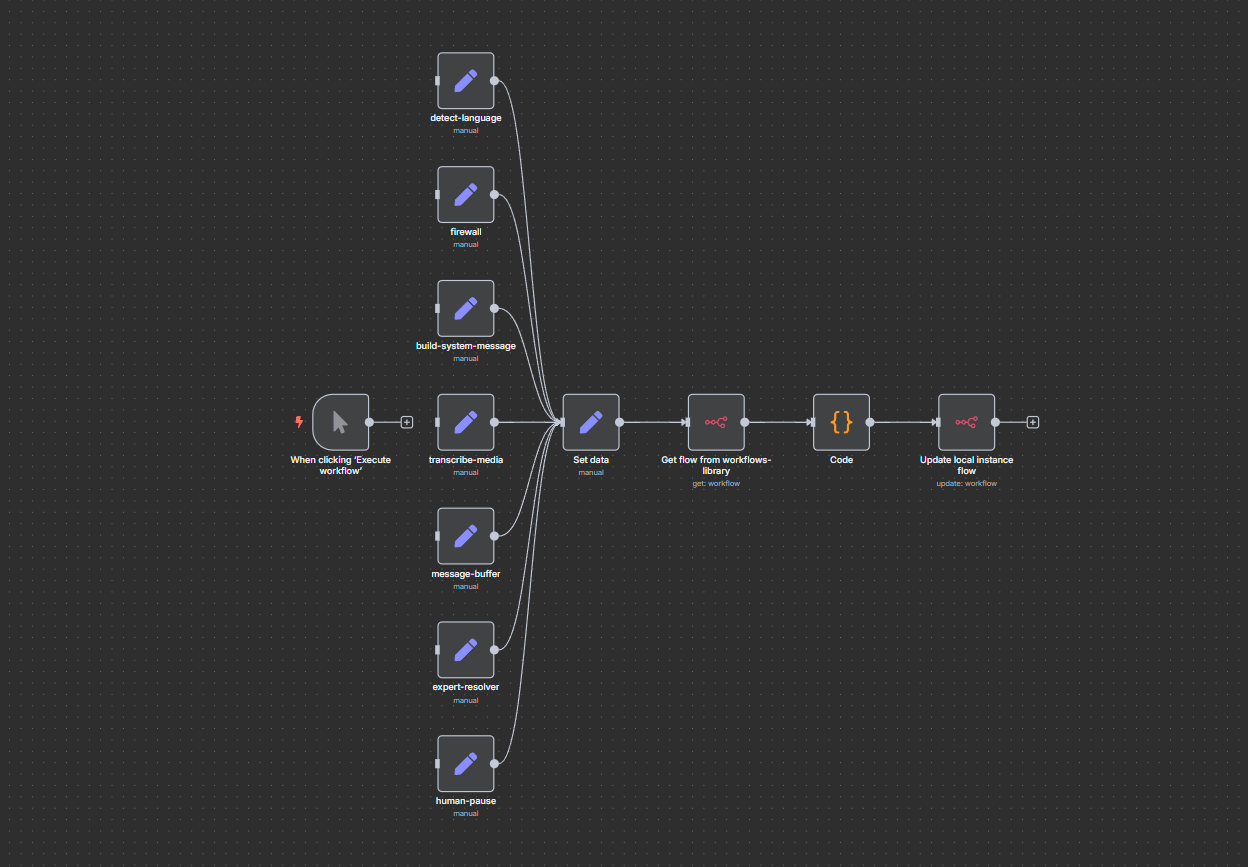 detect-language
manual
firewall
manual
build-system-message
manual
When clicking ‘Execute
workflow’
transcribe-media
manual
Set data
manual
Get flow from workflows-
library
get: workflow
{}
Code
Update local instance
flow
update: workflow
message-buffer
manual
expert-resolver
manual
human-pause
manual